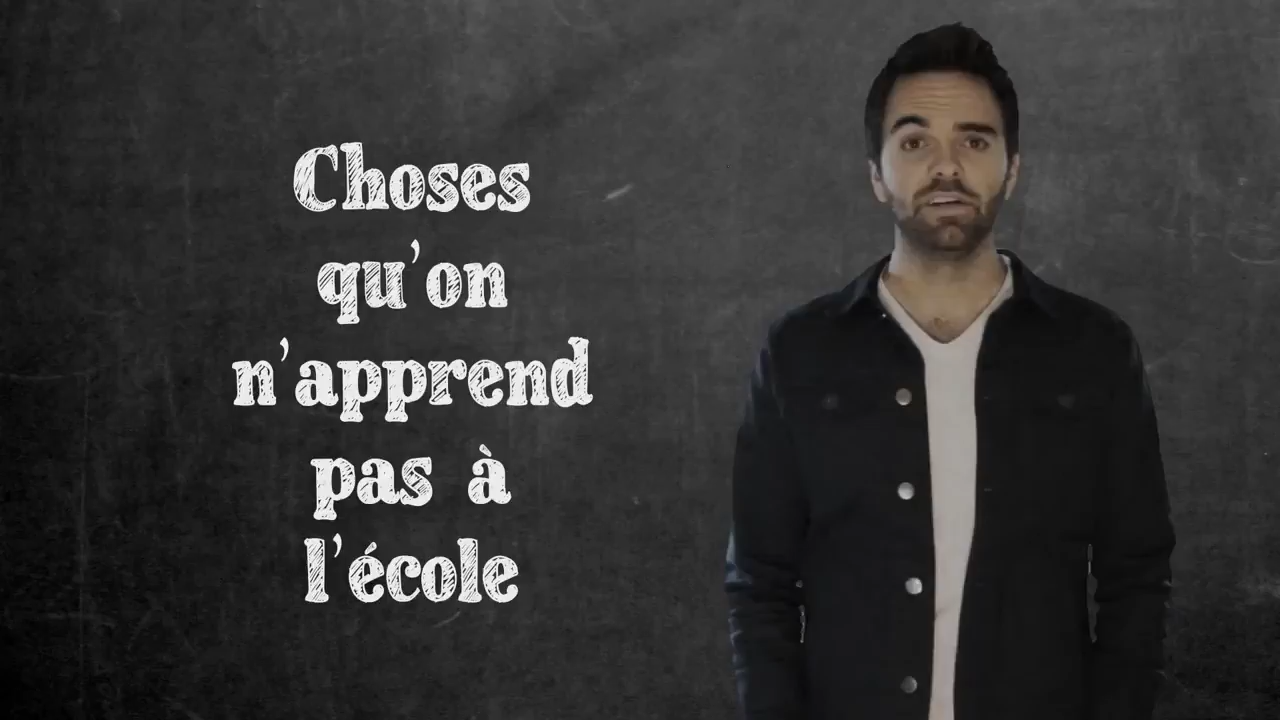 Choses
qu'on
n'apprend
pas à
l'école